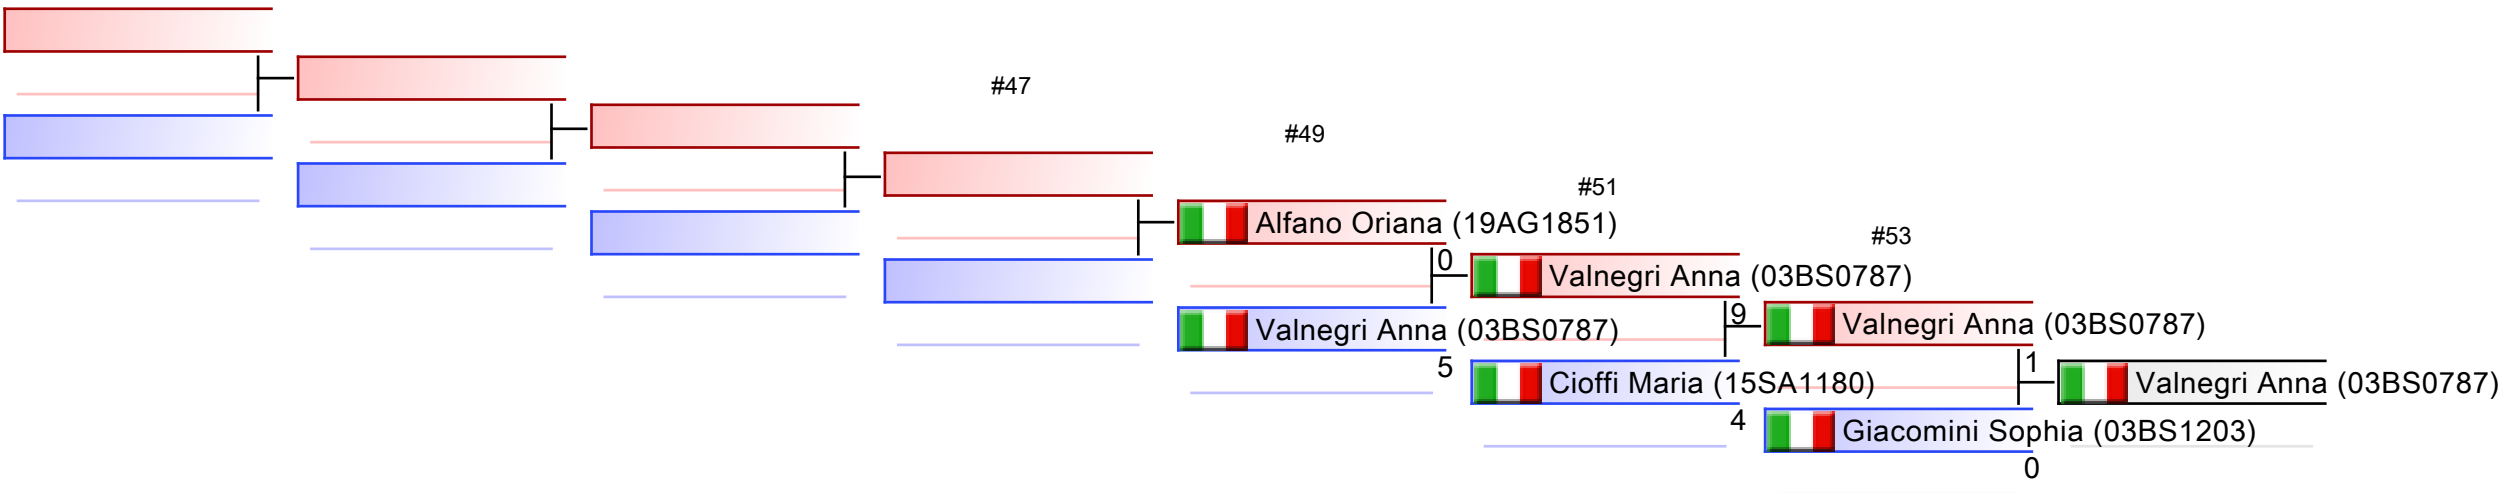 #47
#49
#51
Alfano Oriana (19AG1851)
#53
0
Valnegri Anna (03BS0787)
9
Valnegri Anna (03BS0787)
Valnegri Anna (03BS0787)
1
5
Cioffi Maria (15SA1180)
Valnegri Anna (03BS0787)
4
Giacomini Sophia (03BS1203)
0